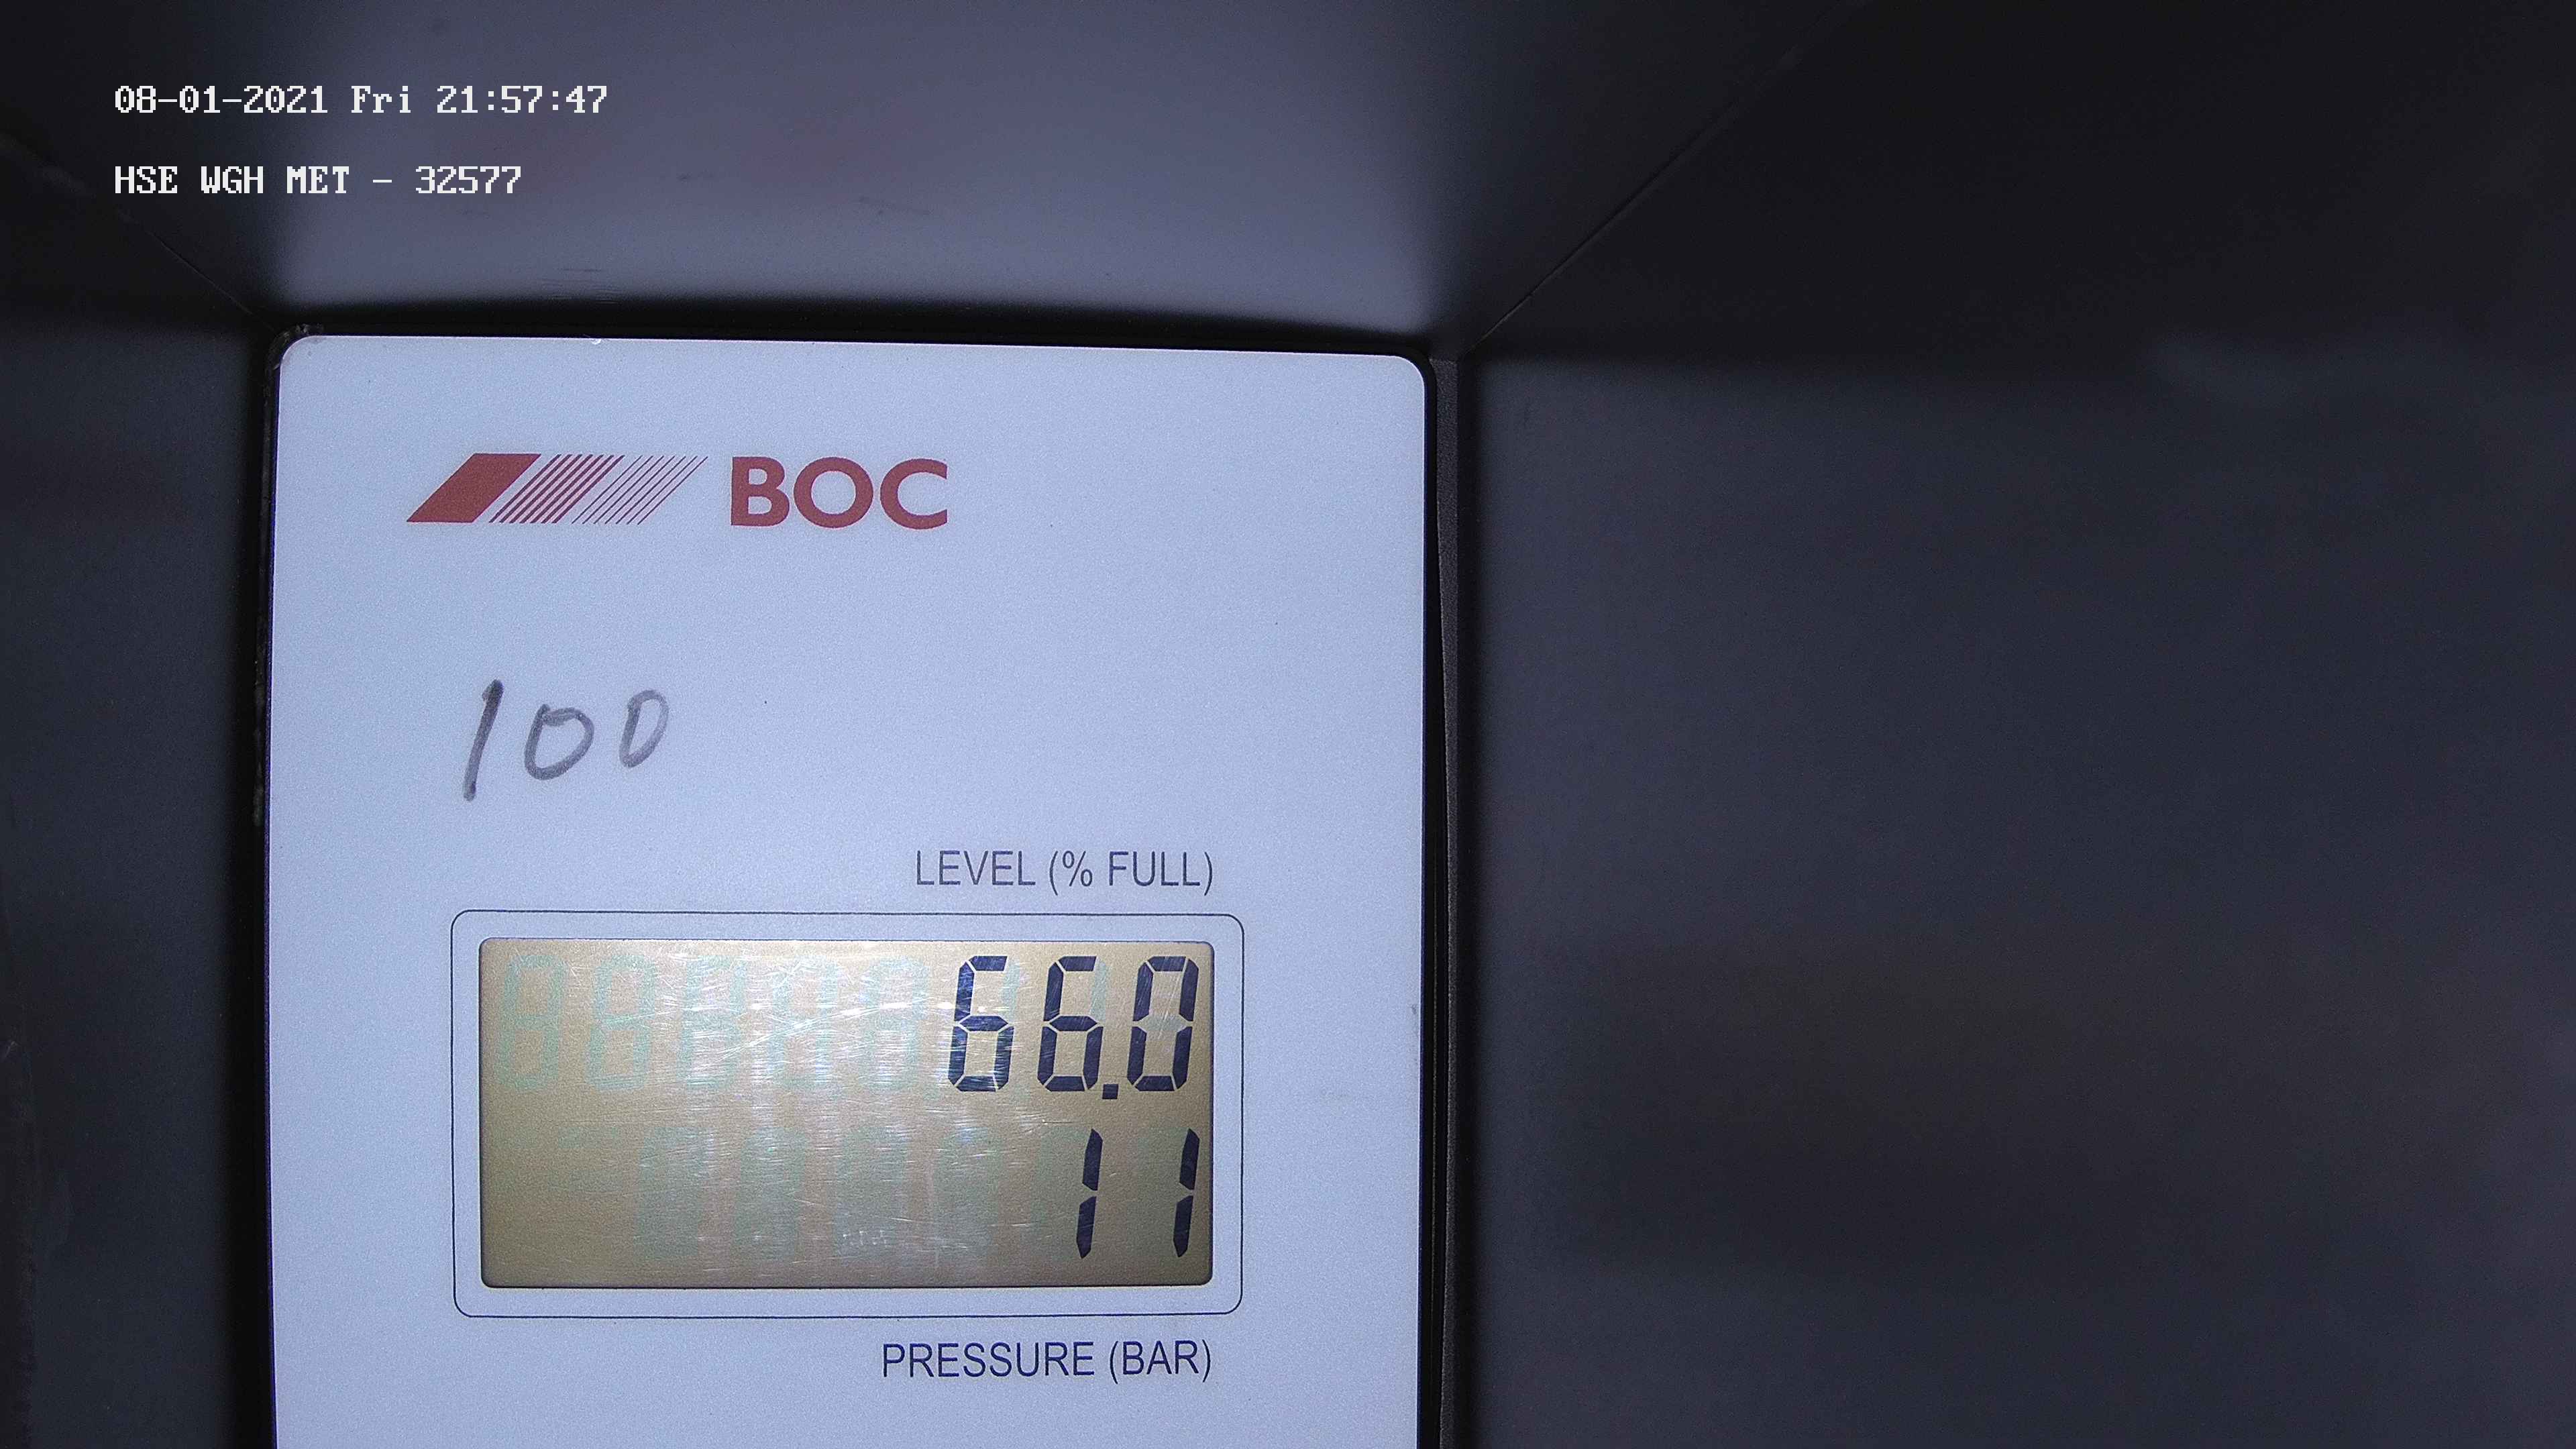 08-01-2021 Fri 21:57:47
HSE WGH MET - 32577
BOC
100
LEVEL (% FULL)
66.0
11
PRESSURE (BAR)